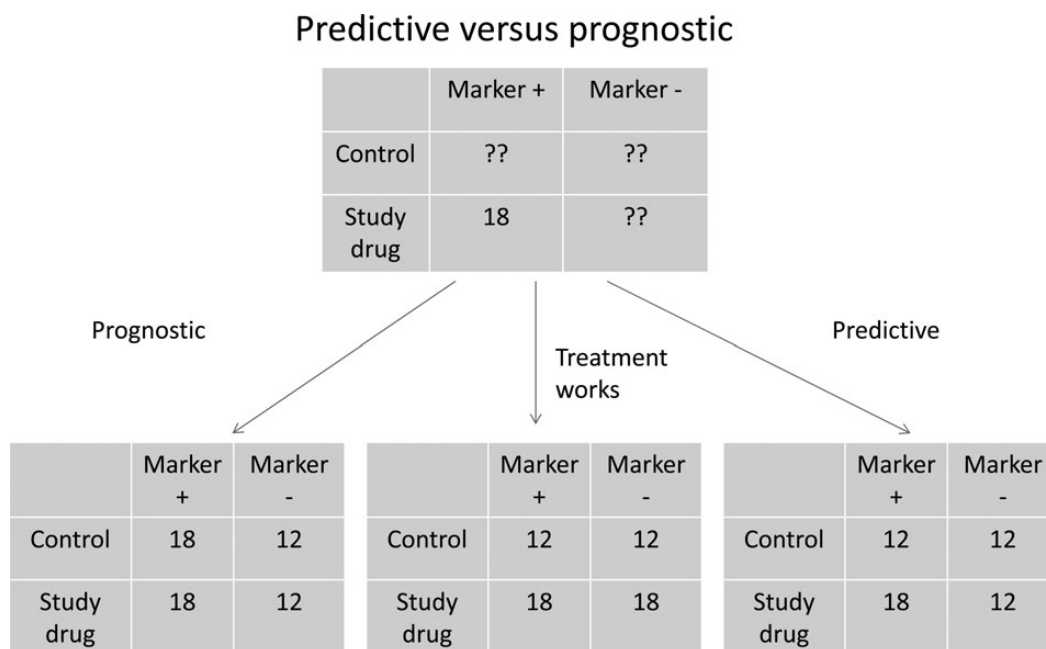 Predictive versus prognostic
Marker + Marker -
Control ?? ??
Study drug 18 ??
Prognostic
Treatment works
Predictive
Marker + Marker -
Control 18 12
Study drug 18 12
Marker + Marker -
Control 12 12
Study drug 18 18
Marker + Marker -
Control 12 12
Study drug 18 12